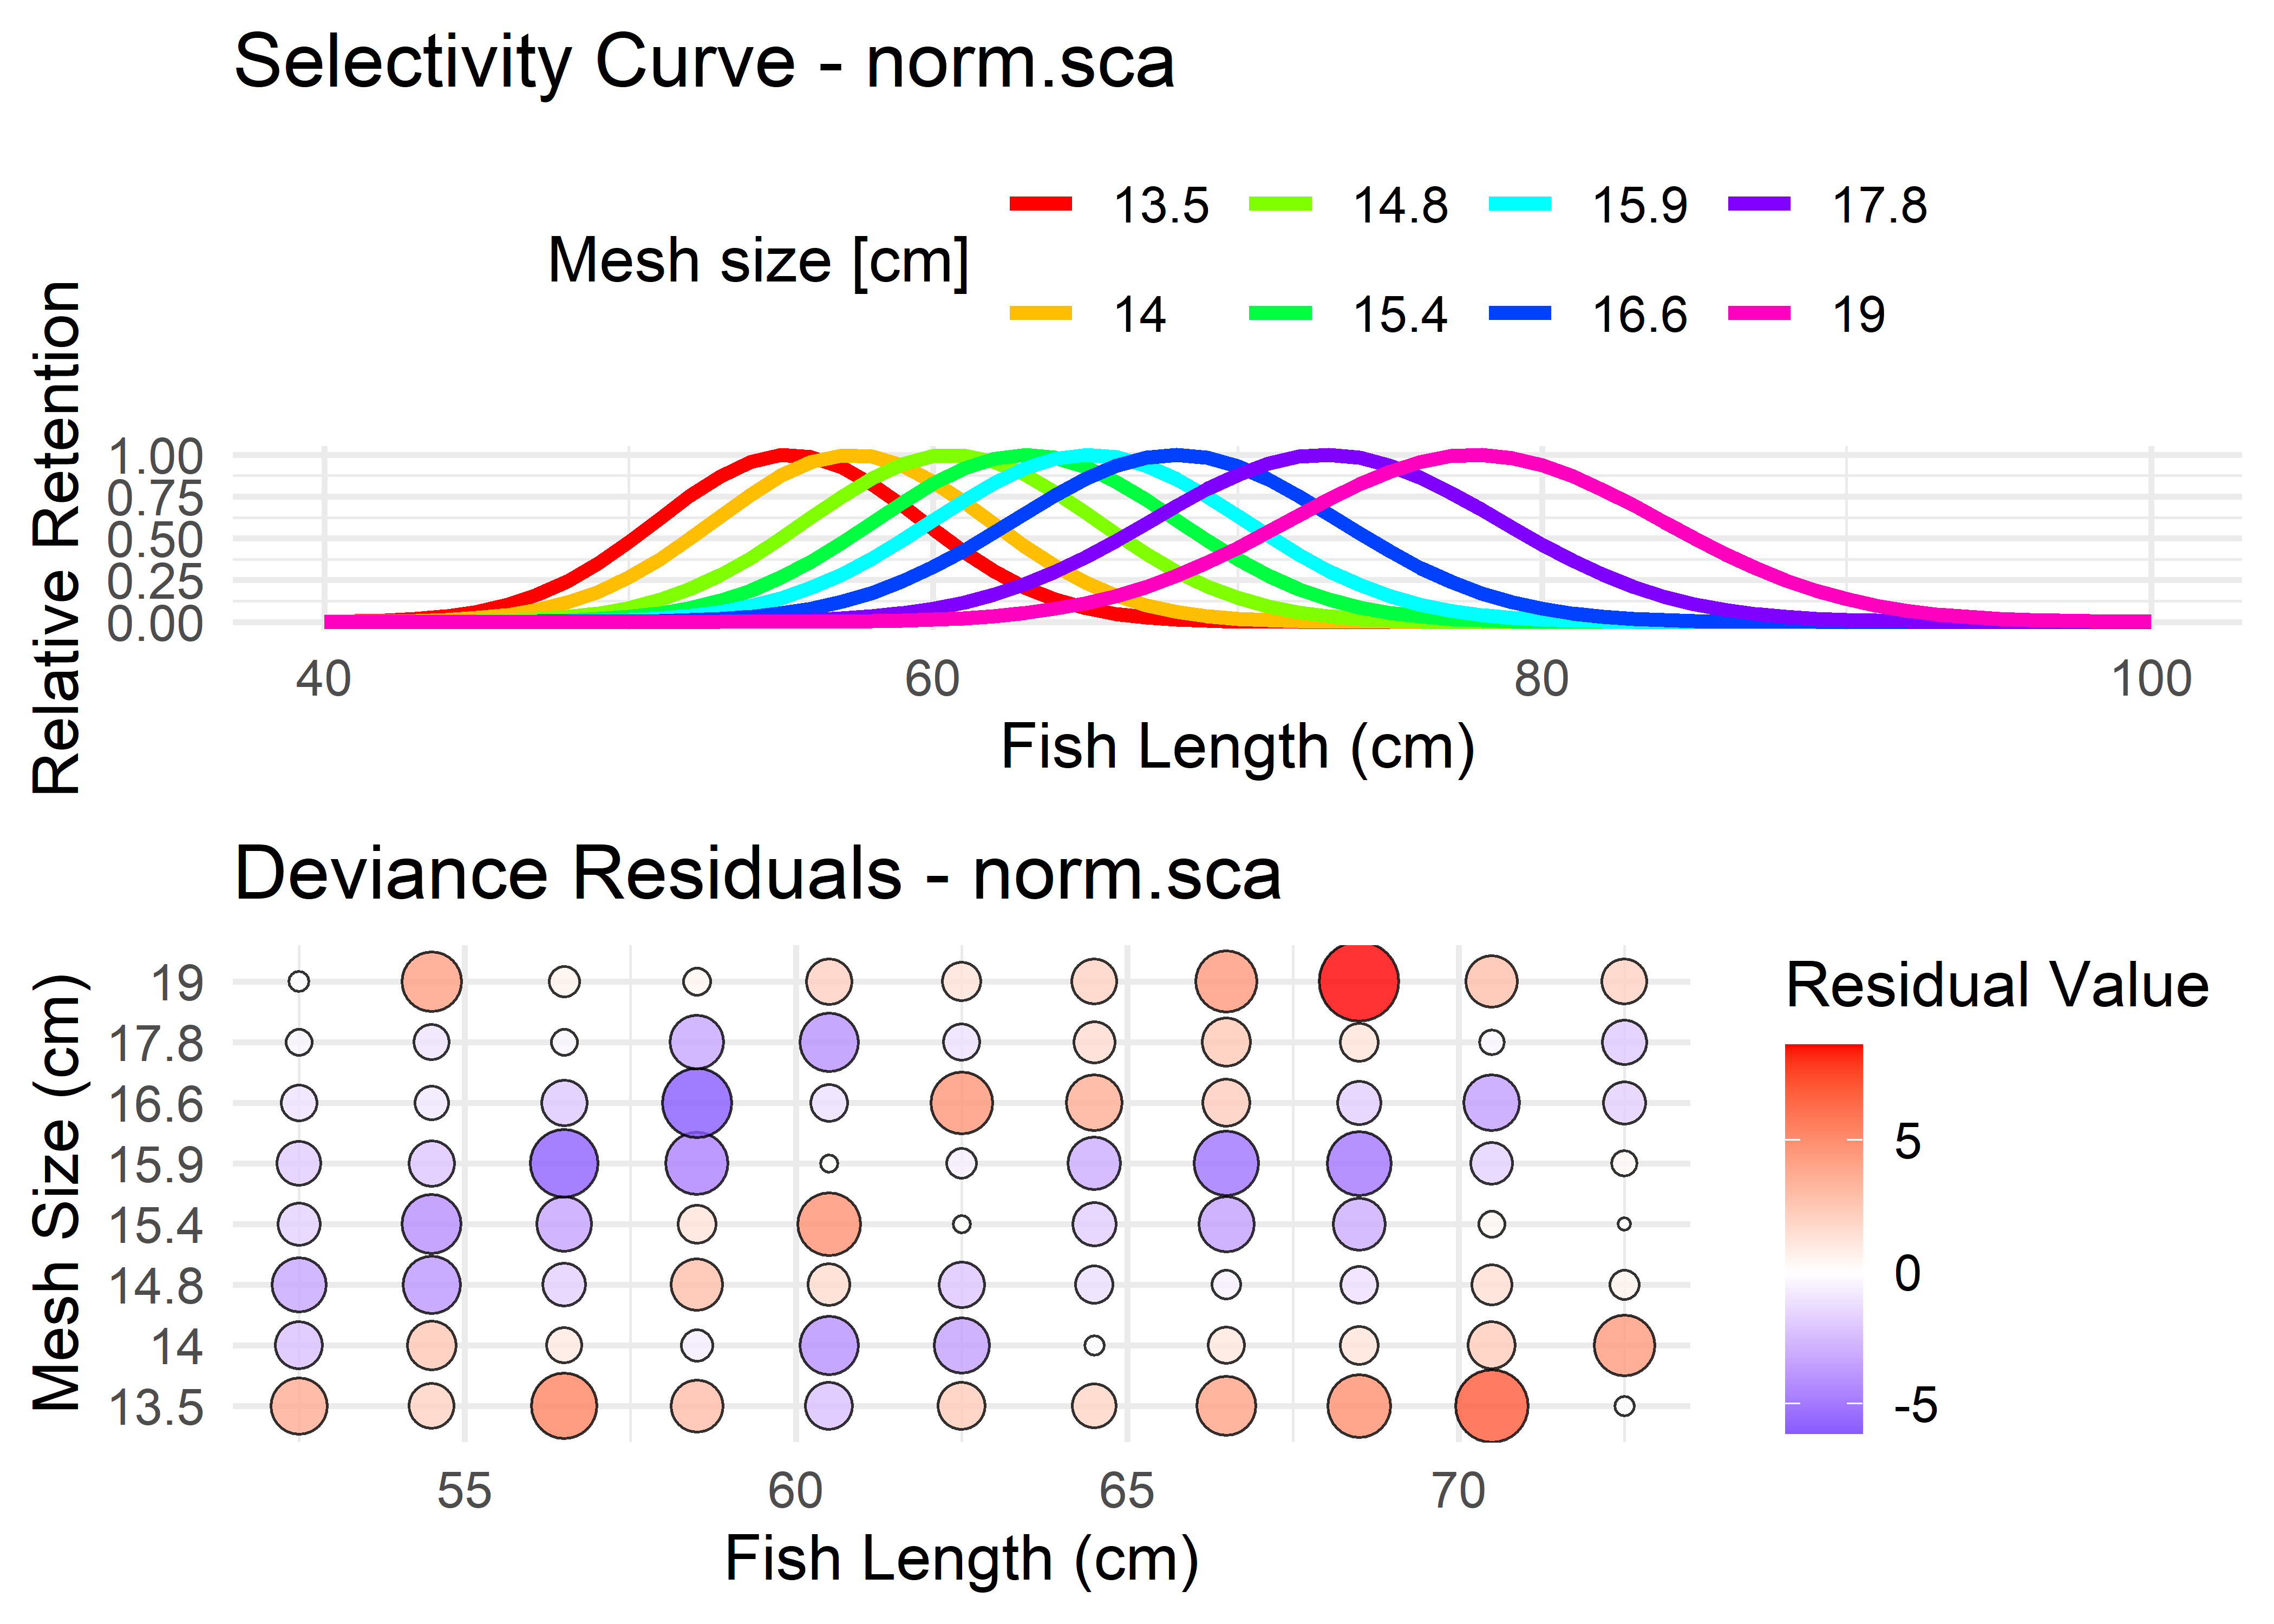 Selectivity Curve - norm.sca
Mesh size [cm]
13.5 14.8 15.9 17.8
14 15.4 16.6 19
Relative Retention
1.00
0.75
0.50
0.25
0.00
40 60 80 100
Fish Length (cm)
Deviance Residuals - norm.sca
Mesh Size (cm)
19
17.8
16.6
15.9
15.4
14.8
14
13.5
55 60 65 70
Fish Length (cm)
Residual Value
5
0
-5